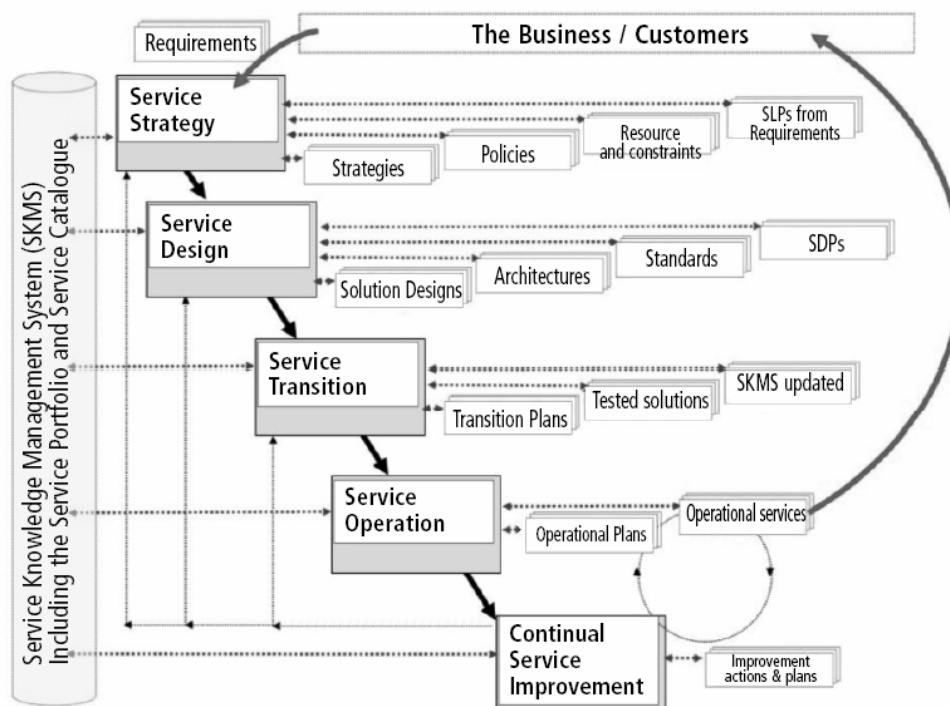 Requirements
The Business / Customers
Service
Strategy
SLPs from
Requirements
Resource
and constraints
Policies
Strategies
Service
Design
SDPs
Standards
Architectures
Solution Designs
Service
Transition
SKMS updated
Tested solutions
Transition Plans
Service
Operation
Operational services
Operational Plans
Continual
Service
Improvement
Improvement
actions & plans
Service Knowledge Management System (SKMS)
Including the Service Portfolio and Service Catalogue